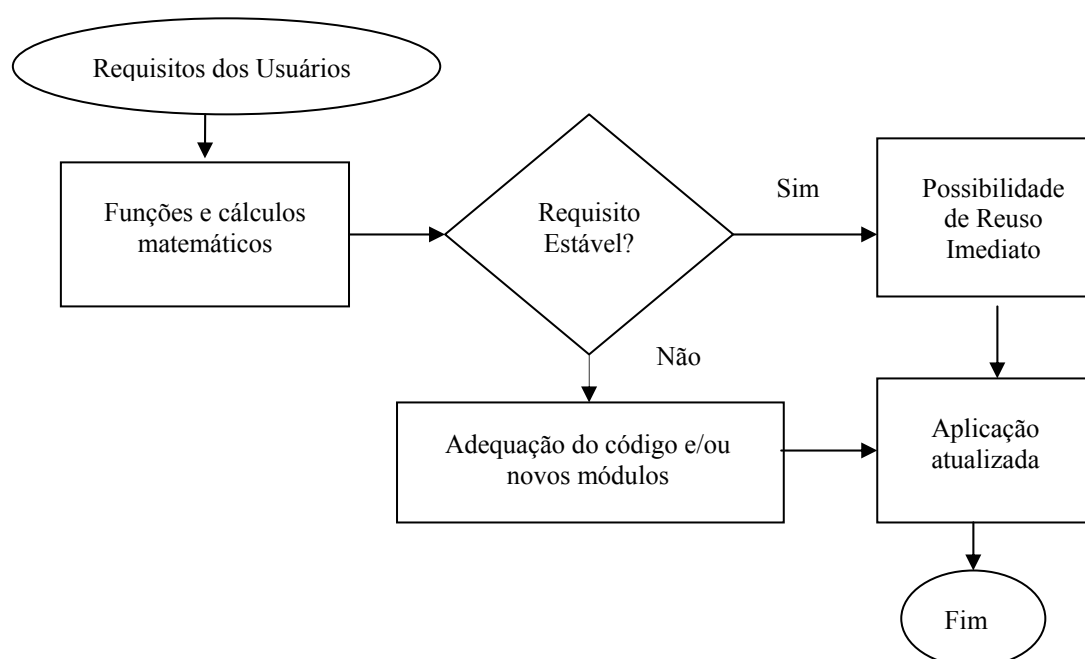 Requisitos dos Usuários
Funções e cálculos
matemáticos
Requisito
Estável?
Sim
Possibilidade
de Reuso
Imediato
Não
Adequação do código e/ou
novos módulos
Aplicação
atualizada
Fim